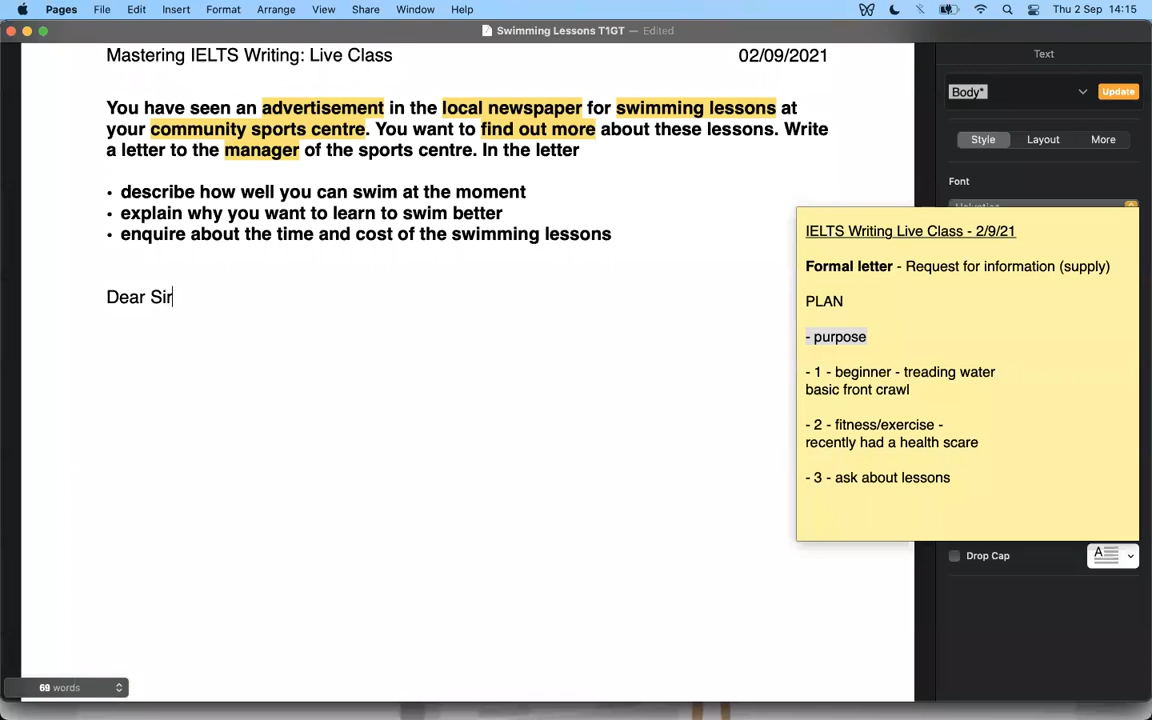 Pages File Edit Insert Format Arrange View Share Window Help Thu 2 Sep 14:15
Swimming Lessons T1GT — Edited
Mastering IELTS Writing: Live Class 02/09/2021
You have seen an advertisement in the local newspaper for swimming lessons at
your community sports centre. You want to find out more about these lessons. Write
a letter to the manager of the sports centre. In the letter
• describe how well you can swim at the moment
• explain why you want to learn to swim better
• enquire about the time and cost of the swimming lessons
Dear Sir
69 words
Text
Body* Update
Style Layout More
Font
IELTS Writing Live Class - 2/9/21
Formal letter - Request for information (supply)
PLAN
- purpose
- 1 - beginner - treading water
basic front crawl
- 2 - fitness/exercise -
recently had a health scare
- 3 - ask about lessons
Drop Cap